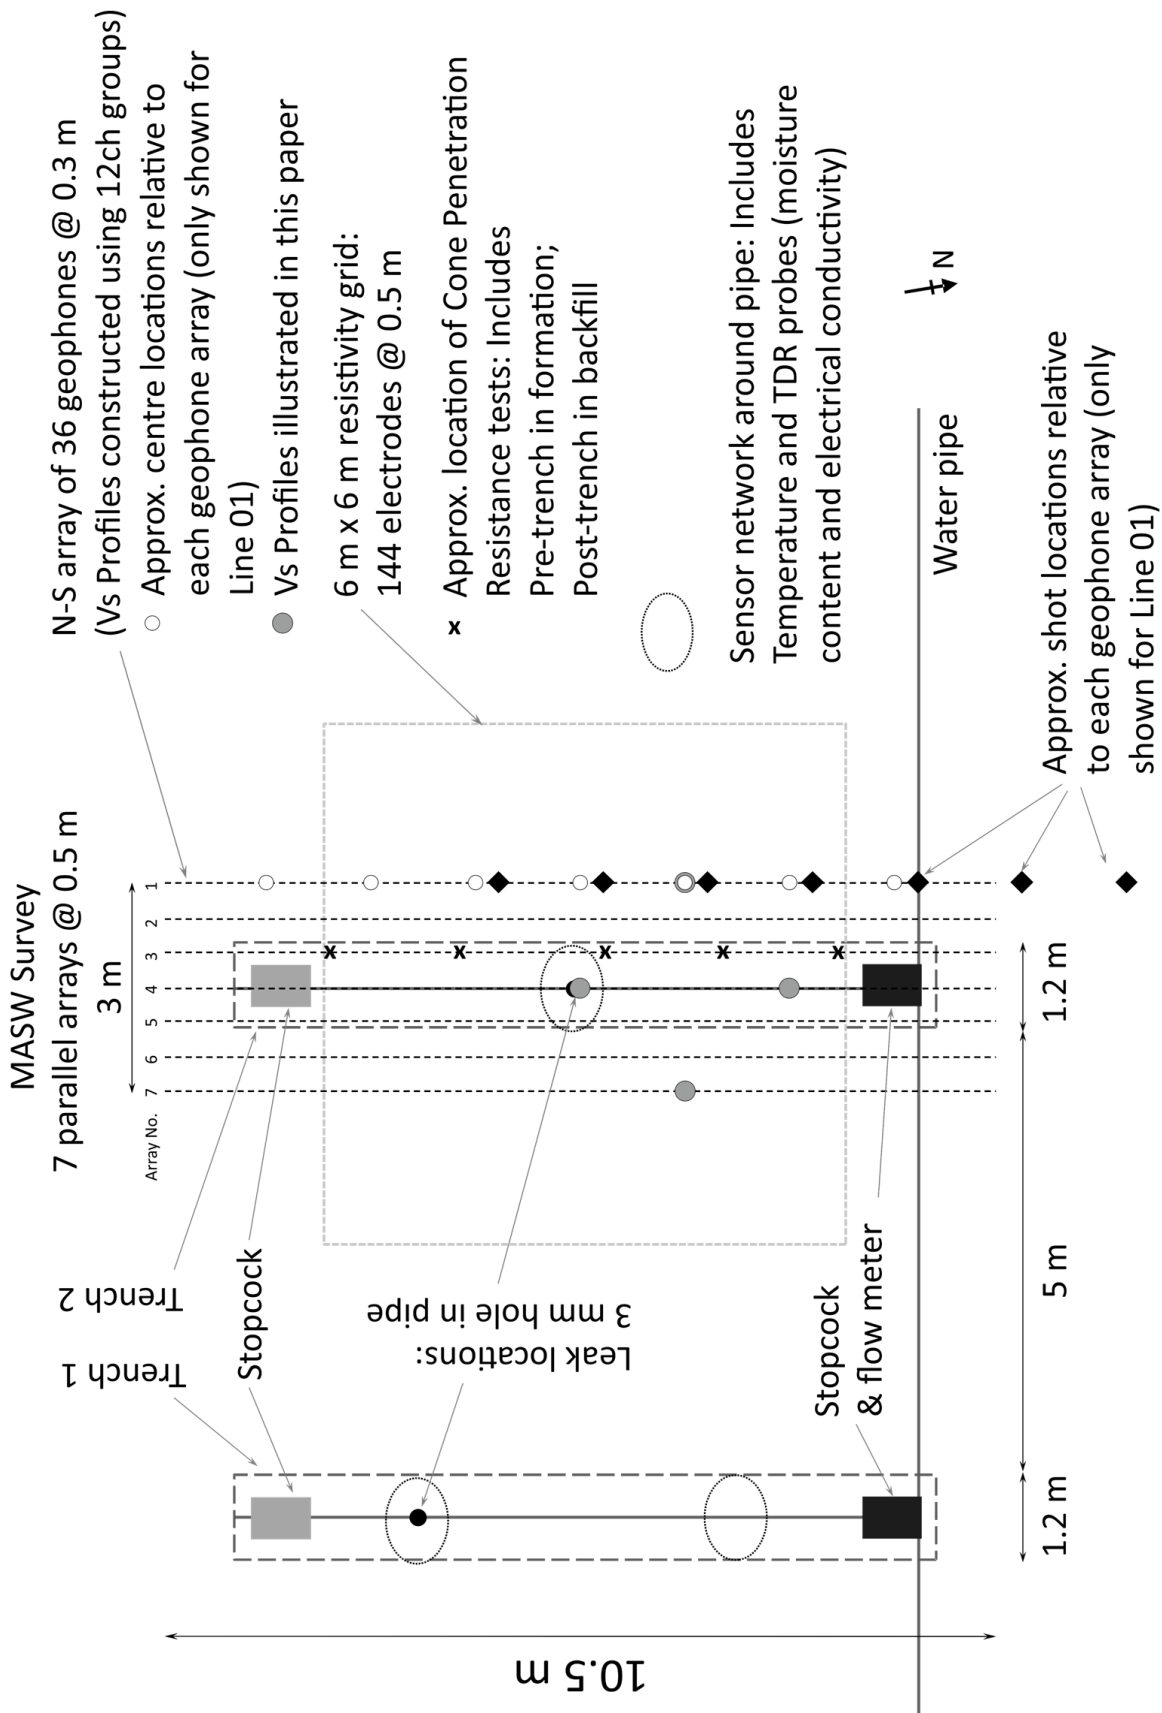 MASW Survey
7 parallel arrays @ 0.5 m
3 m
Array No.
7
6
5
4
3
2
1
N-S array of 36 geophones @ 0.3 m
(Vs Profiles constructed using 12ch groups)
Approx. centre locations relative to
each geophone array (only shown for
Line 01)
Vs Profiles illustrated in this paper
6 m x 6 m resistivity grid:
144 electrodes @ 0.5 m
x
Approx. location of Cone Penetration
Resistance tests: Includes
Pre-trench in formation;
Post-trench in backfill
Sensor network around pipe: Includes
Temperature and TDR probes (moisture
content and electrical conductivity)
N
Water pipe
Approx. shot locations relative
to each geophone array (only
shown for Line 01)
Trench 1
Trench 2
Stopcock
Leak locations:
3 mm hole in pipe
Stopcock
& flow meter
x
x
x
x
x
10.5 m
1.2 m
5 m
1.2 m